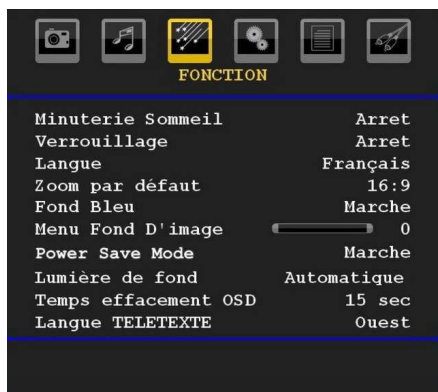 FONCTION
Minuterie Sommeil Arret
Verrouillage Arret
Langue Français
Zoom par défaut 16:9
Fond Bleu Marche
Menu Fond D'image 0
Power Save Mode Marche
Lumière de fond Automatique
Temps effacement OSD 15 sec
Langue TELETEXTE Ouest